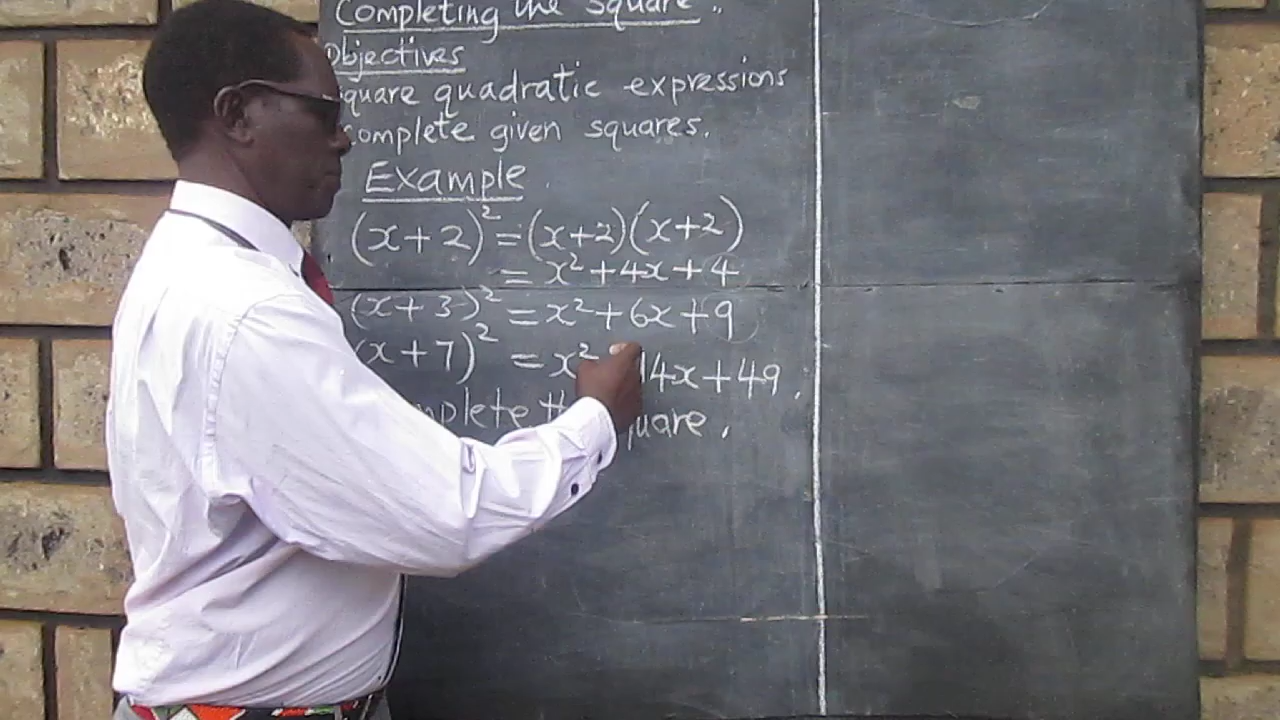 Completing the square.
Objectives
quare quadratic expressions
complete given squares.
Example
(x+2)² = (x+2)(x+2)
= x² + 4x + 4
(x+3)² = x² + 6x + 9
(x+7)² = x² 14x + 49.
mplete th quare.